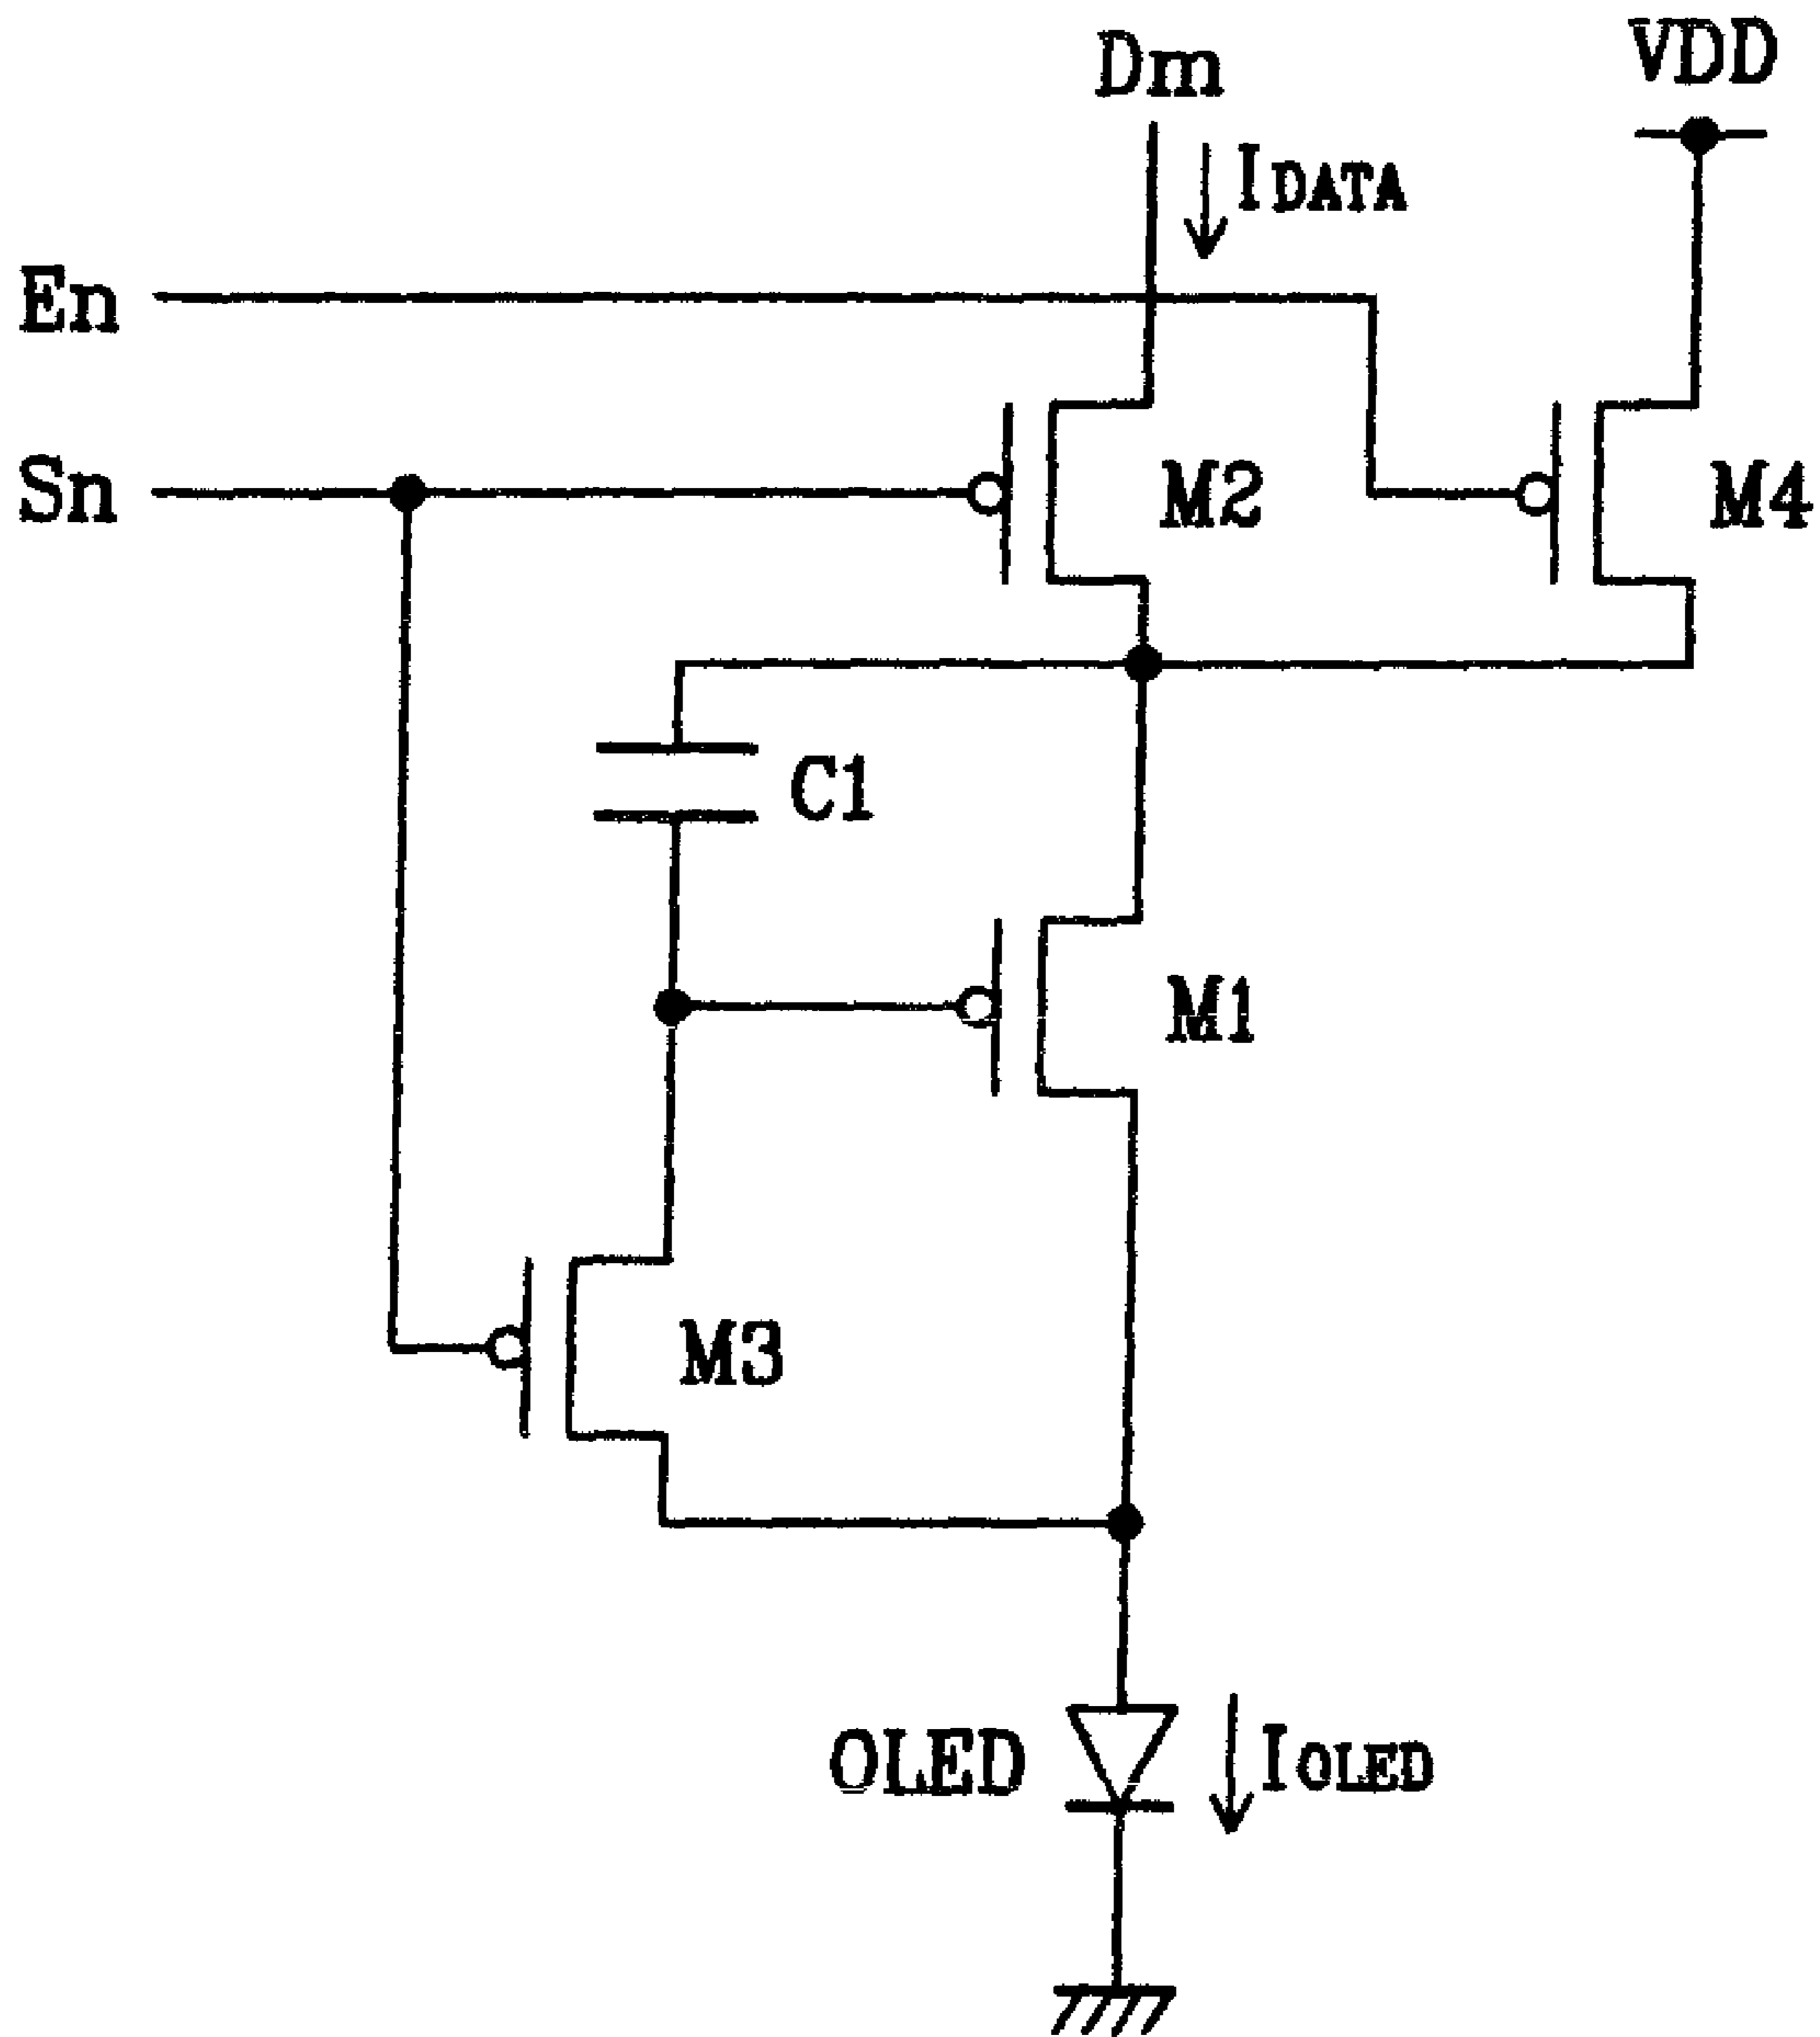 Dm
VDD
IDATA
En
Sn
M2
M4
C1
M1
M3
OLED
IOLED